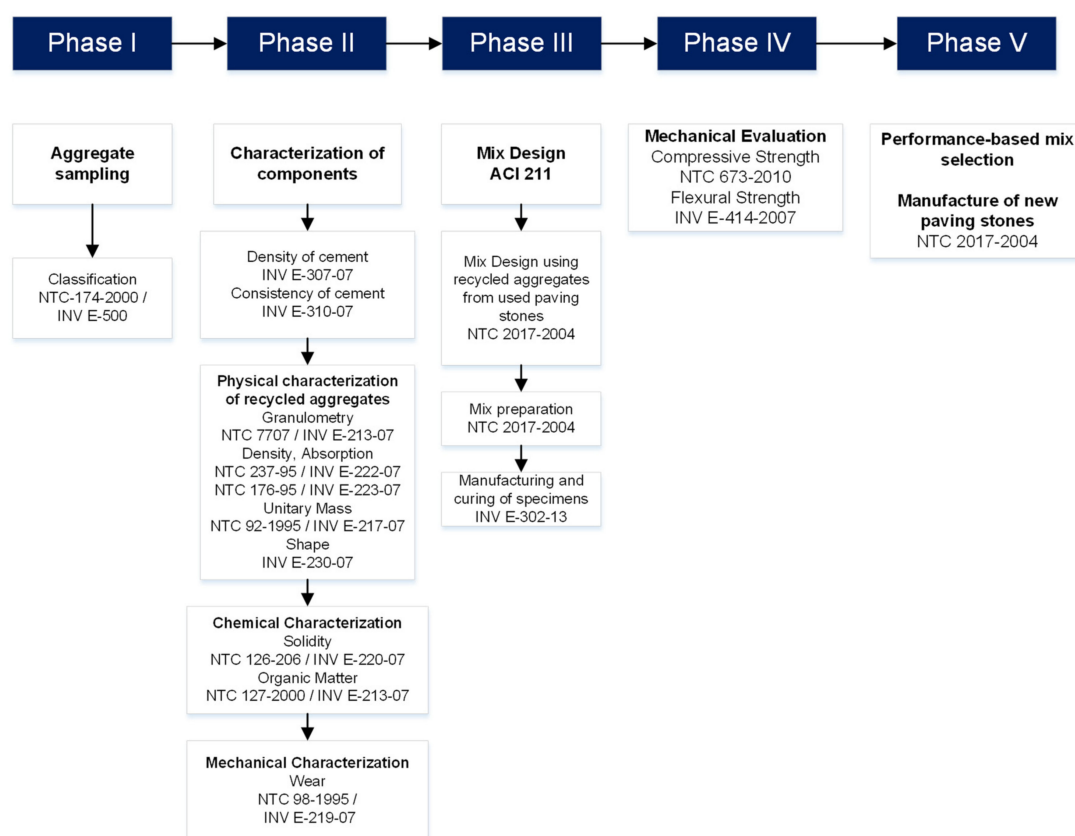 Phase I
Phase II
Phase III
Phase IV
Phase V
Aggregate
sampling
Classification
NTC-174-2000 /
INV E-500
Characterization of
components
Density of cement
INV E-307-07
Consistency of cement
INV E-310-07
Physical characterization
of recycled aggregates
Granulometry
NTC 7707 / INV E-213-07
Density, Absorption
NTC 237-95 / INV E-222-07
NTC 176-95 / INV E-223-07
Unitary Mass
NTC 92-1995 / INV E-217-07
Shape
INV E-230-07
Chemical Characterization
Solidity
NTC 126-206 / INV E-220-07
Organic Matter
NTC 127-2000 / INV E-213-07
Mechanical Characterization
Wear
NTC 98-1995 /
INV E-219-07
Mix Design
ACI 211
Mix Design using
recycled aggregates
from used paving
stones
NTC 2017-2004
Mix preparation
NTC 2017-2004
Manufacturing and
curing of specimens
INV E-302-13
Mechanical Evaluation
Compressive Strength
NTC 673-2010
Flexural Strength
INV E-414-2007
Performance-based mix
selection
Manufacture of new
paving stones
NTC 2017-2004